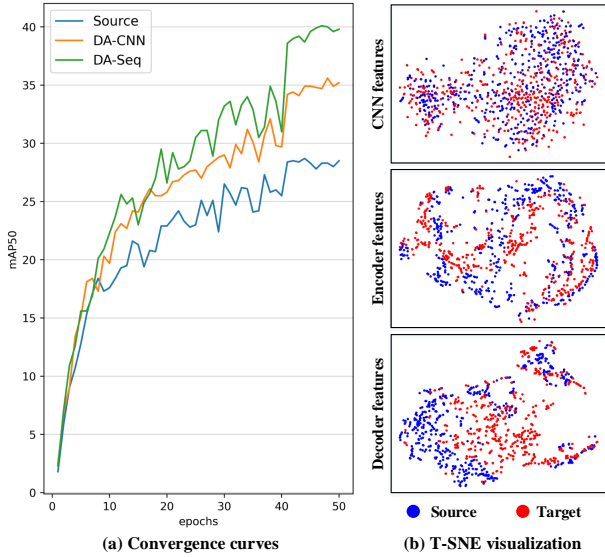 Source
DA-CNN
DA-Seq
40
35
30
25
20
15
10
5
0
mAP50
0
10
20
30
40
50
epochs
(a) Convergence curves
CNN features
Encoder features
Decoder features
Source
Target
(b) T-SNE visualization